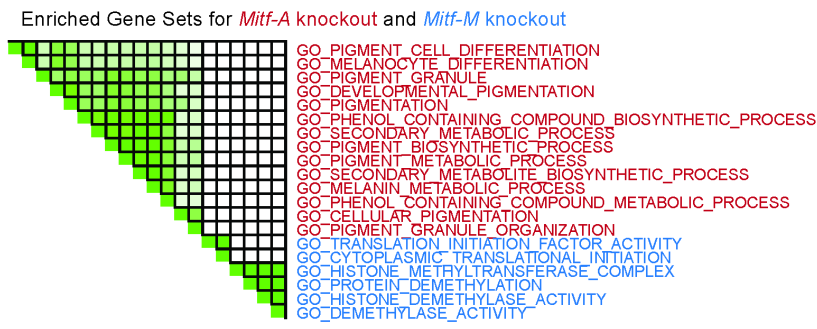 Enriched Gene Sets for Mitf-A knockout and Mitf-M knockout
GO_PIGMENT_CELL_DIFFERENTIATION
GO_MELANOCYTE_DIFFERENTIATION
GO_PIGMENT_GRANULE
GO_DEVELOPMENTAL_PIGMENTATION
GO_PIGMENTATION
GO_PHENOL_CONTAINING_COMPOUND_BIOSYNTHETIC_PROCESS
GO_SECONDARY_METABOLIC_PROCESS
GO_PIGMENT_BIOSYNTHETIC_PROCESS
GO_PIGMENT_METABOLIC_PROCESS
GO_SECONDARY_METABOLITE_BIOSYNTHETIC_PROCESS
GO_MELANIN_METABOLIC_PROCESS
GO_PHENOL_CONTAINING_COMPOUND_METABOLIC_PROCESS
GO_CELLULAR_PIGMENTATION
GO_PIGMENT_GRANULE_ORGANIZATION
GO_TRANSLATION_INITIATION_FACTOR_ACTIVITY
GO_CYTOPLASMIC_TRANSLATIONAL_INITIATION
GO_HISTONE_METHYLTRANSFERASE_COMPLEX
GO_PROTEIN_DEMETHYLATION
GO_HISTONE_DEMETHYLASE_ACTIVITY
GO_DEMETHYLASE_ACTIVITY